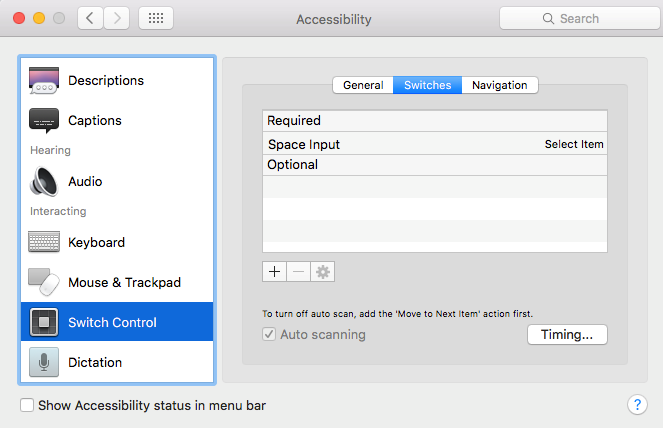 Accessibility
Search
Descriptions
Captions
Hearing
Audio
Interacting
Keyboard
Mouse & Trackpad
Switch Control
Dictation
General Switches Navigation
Required
Space Input Select Item
Optional
To turn off auto scan, add the 'Move to Next Item' action first.
Auto scanning
Timing...
Show Accessibility status in menu bar
?